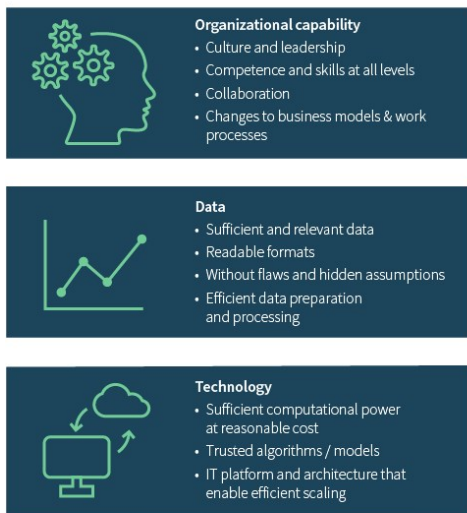 Organizational capability
• Culture and leadership
• Competence and skills at all levels
• Collaboration
• Changes to business models & work
processes
Data
• Sufficient and relevant data
• Readable formats
• Without flaws and hidden assumptions
• Efficient data preparation
and processing
Technology
• Sufficient computational power
at reasonable cost
• Trusted algorithms / models
• IT platform and architecture that
enable efficient scaling